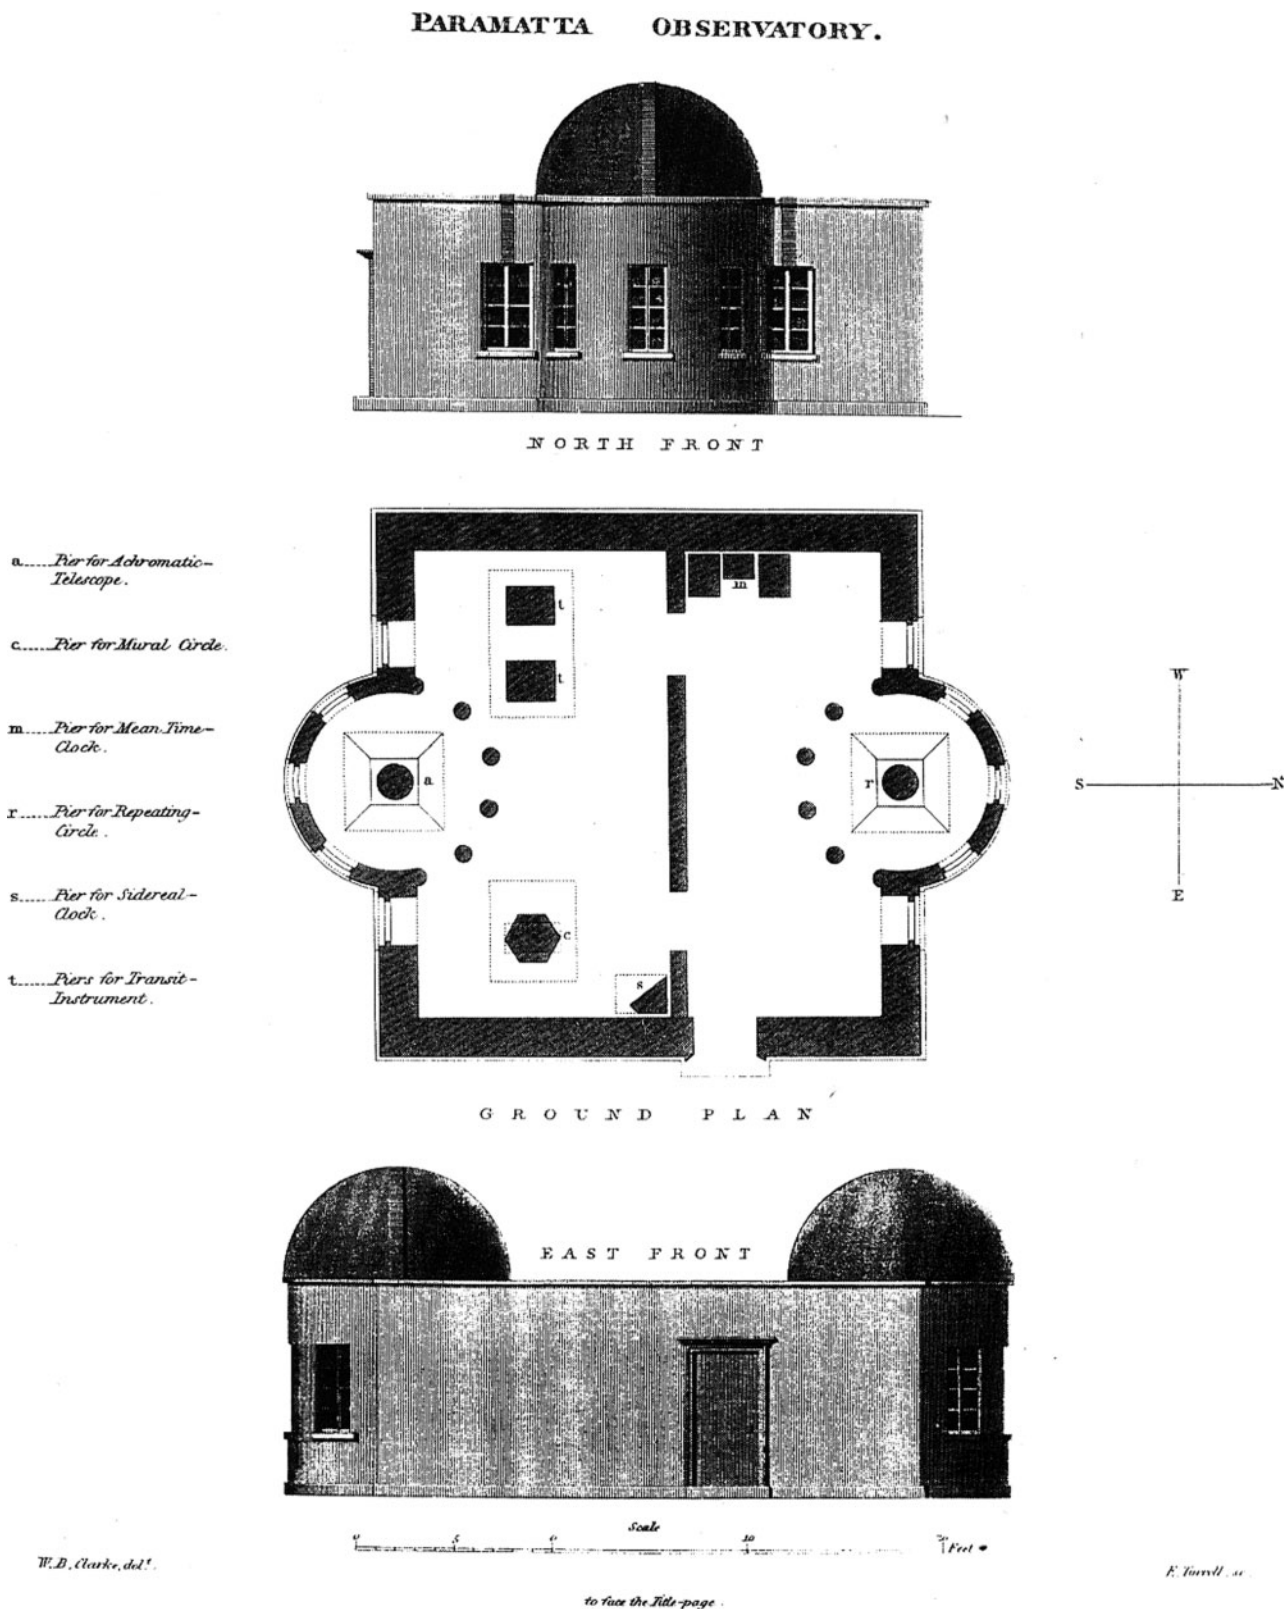 PARAMATTA OBSERVATORY.
NORTH FRONT
a......Pier for Achromatic-
Telescope.
c......Pier for Mural Circle.
m......Pier for Mean Time-
Clock.
r......Pier for Repeating-
Circle.
s......Pier for Sidereal-
Clock.
t......Piers for Transit-
Instrument.
t
m
t
a
r
c
s
W
S N
E
GROUND PLAN
EAST FRONT
Scale
0 5 0 10 Feet
W.B. Clarke, delt.
F. Turrell. sc.
to face the Title-page.